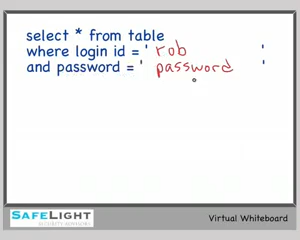 select * from table
where login id = ' rob '
and password = ' password '
SAFELIGHT
SECURITY ADVISORS
Virtual Whiteboard